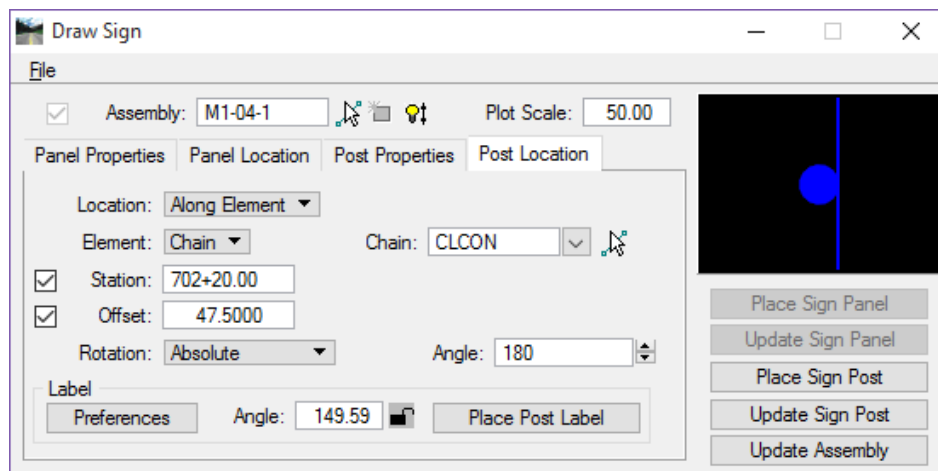 Draw Sign
File
Assembly: M1-04-1 Plot Scale: 50.00
Panel Properties Panel Location Post Properties Post Location
Location: Along Element
Element: Chain Chain: CLCON
Station: 702+20.00
Offset: 47.5000
Rotation: Absolute Angle: 180
Label
Preferences Angle: 149.59 Place Post Label
Place Sign Panel
Update Sign Panel
Place Sign Post
Update Sign Post
Update Assembly